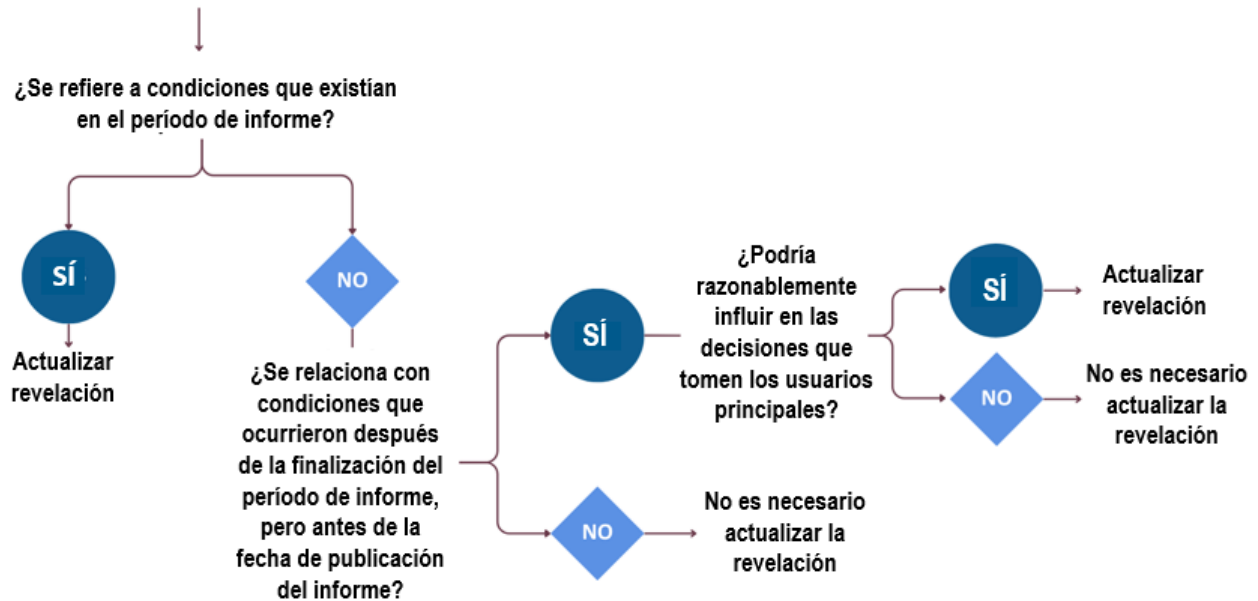 ¿Se refiere a condiciones que existían
en el período de informe?
SÍ
NO
Actualizar
revelación
¿Se relaciona con
condiciones que
ocurrieron después
de la finalización del
período de informe,
pero antes de la
fecha de publicación
del informe?
SÍ
¿Podría
razonablemente
influir en las
decisiones que
tomen los usuarios
principales?
SÍ
Actualizar
revelación
NO
No es necesario
actualizar la
revelación
NO
No es necesario
actualizar la
revelación